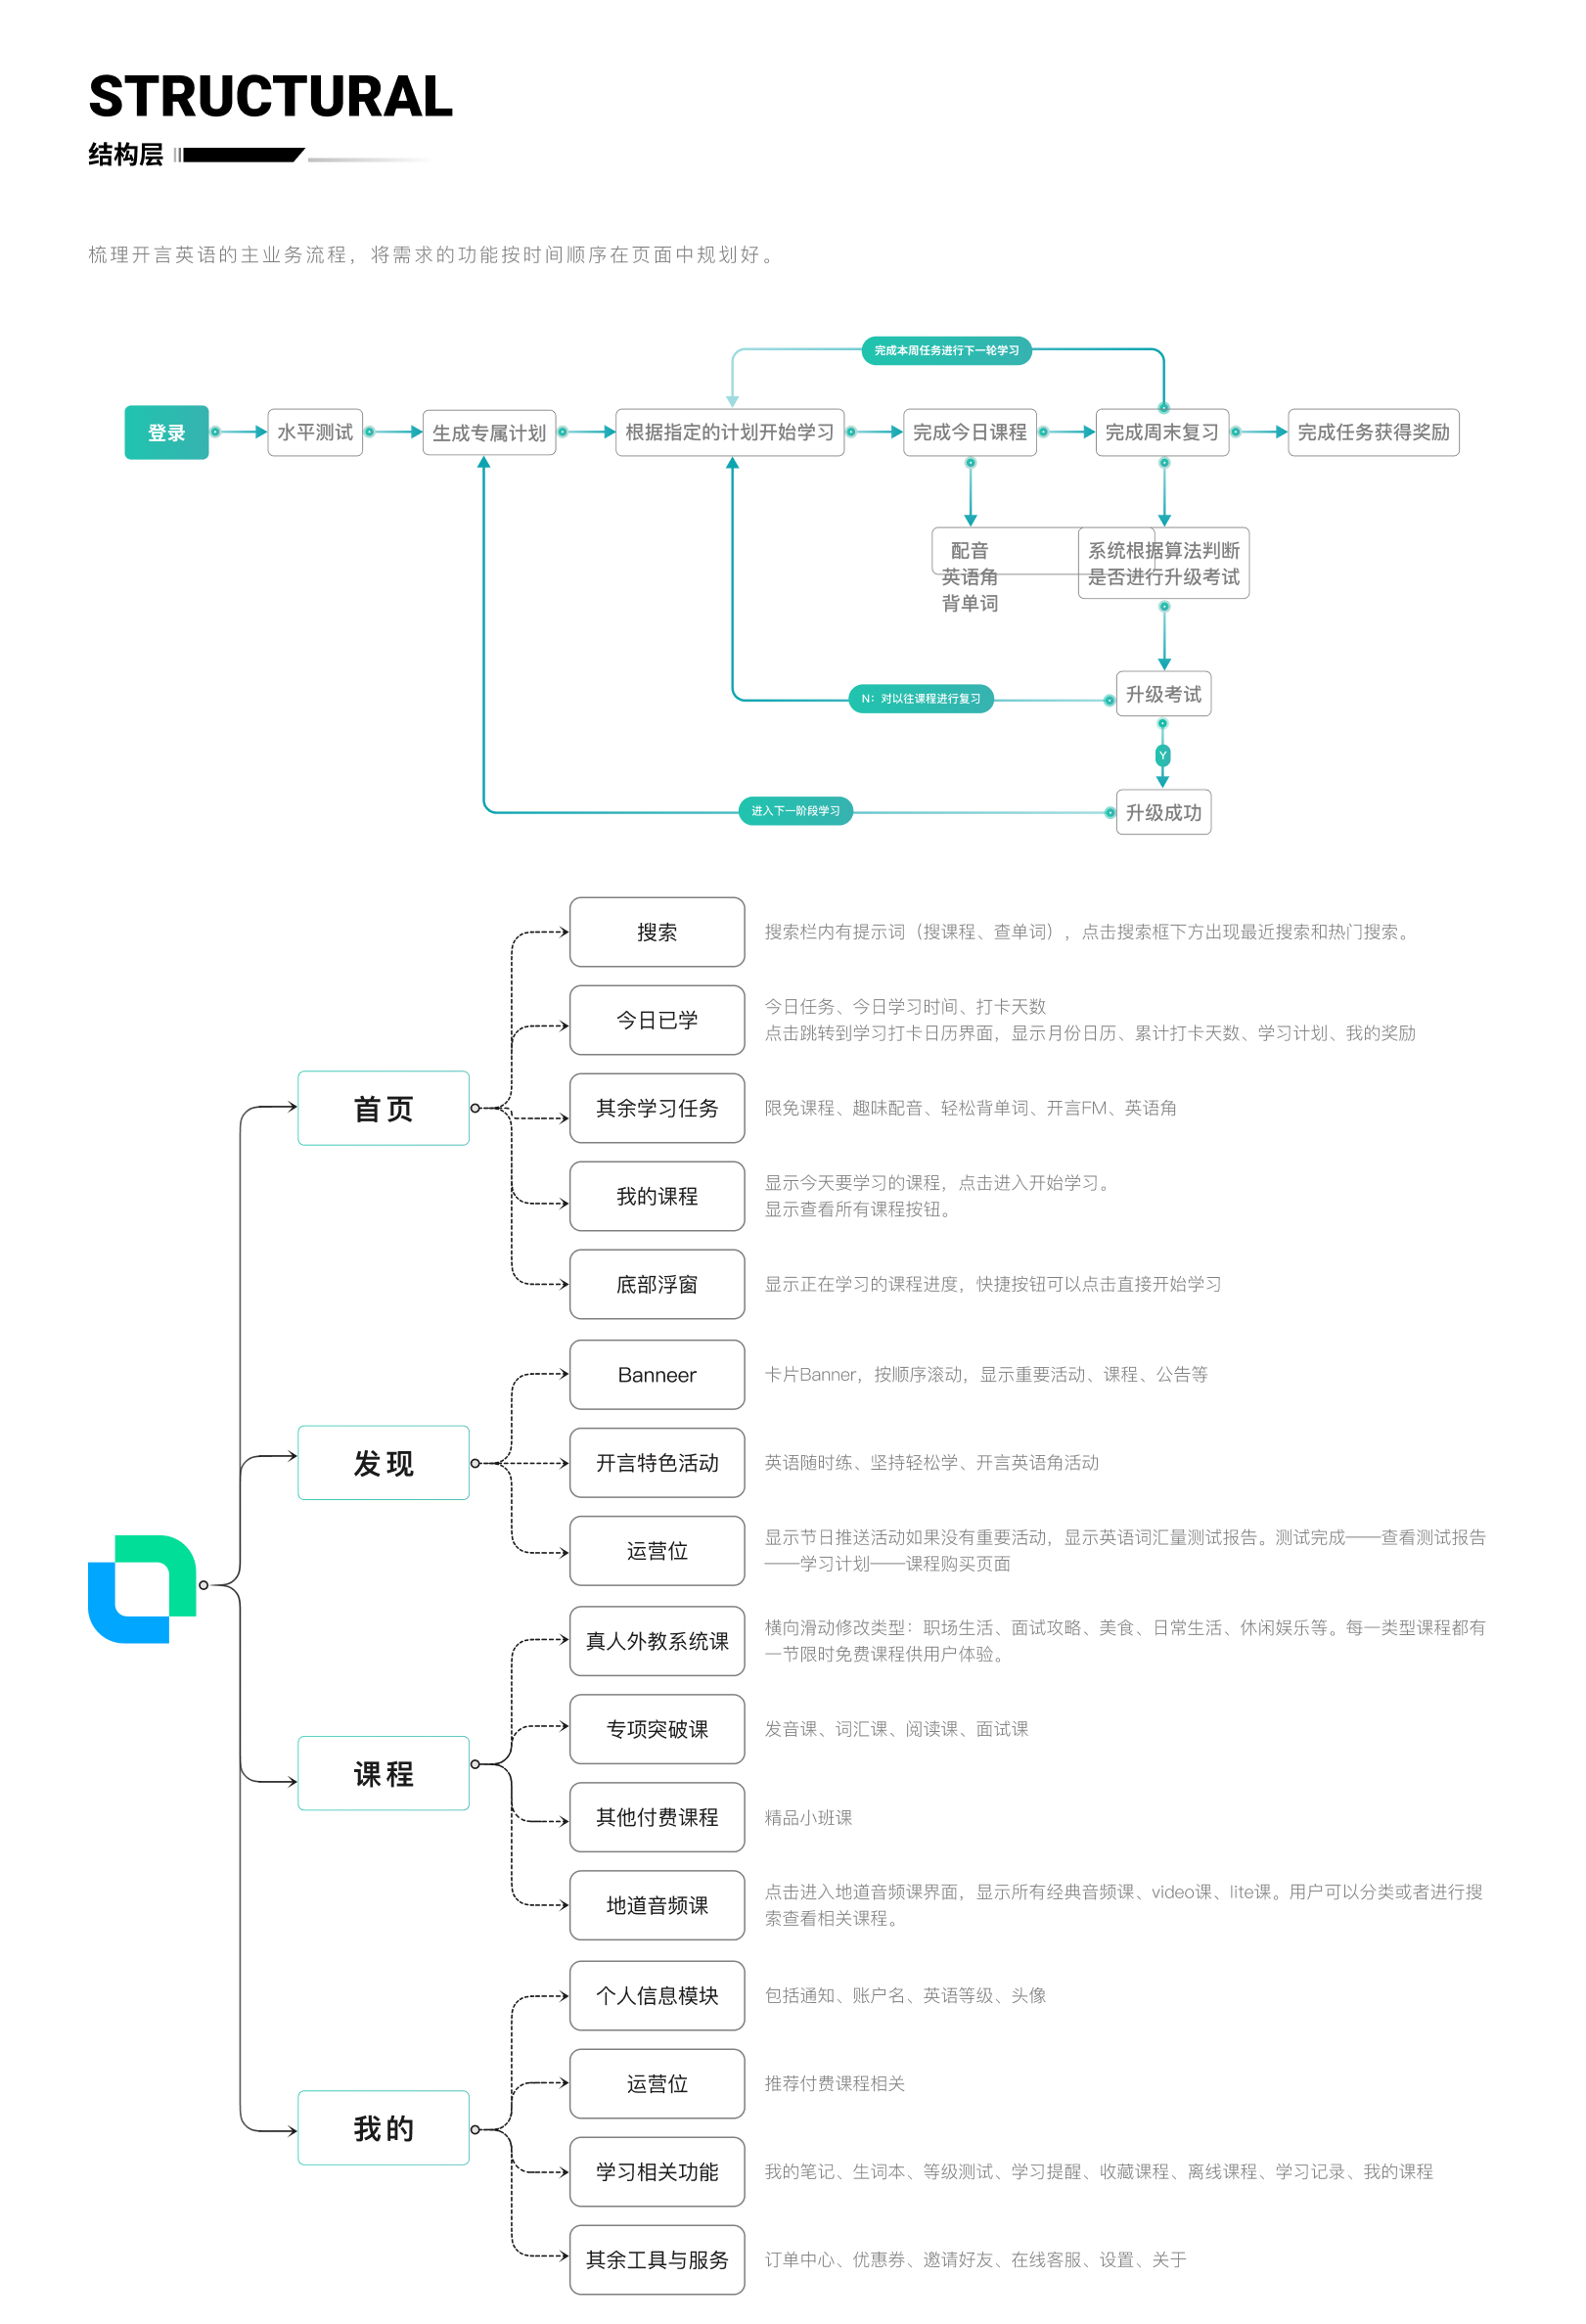 STRUCTURAL
结构层
梳理开言英语的主业务流程，将需求的功能按时间顺序在页面中规划好。
完成本周任务进行下一轮学习
登录
水平测试
生成专属计划
根据指定的计划开始学习
完成今日课程
完成周末复习
完成任务获得奖励
配音
英语角
背单词
系统根据算法判断
是否进行升级考试
升级考试
N：对以往课程进行复习
Y
升级成功
进入下一阶段学习
首页
搜索
搜索栏内有提示词（搜课程、查单词），点击搜索框下方出现最近搜索和热门搜索。
今日已学
今日任务、今日学习时间、打卡天数
点击跳转到学习打卡日历界面，显示月份日历、累计打卡天数、学习计划、我的奖励
其余学习任务
限免课程、趣味配音、轻松背单词、开言FM、英语角
我的课程
显示今天要学习的课程，点击进入开始学习。
显示查看所有课程按钮。
底部浮窗
显示正在学习的课程进度，快捷按钮可以点击直接开始学习
发现
Banneer
卡片Banner，按顺序滚动，显示重要活动、课程、公告等
开言特色活动
英语随时练、坚持轻松学、开言英语角活动
运营位
显示节日推送活动如果没有重要活动，显示英语词汇量测试报告。测试完成——查看测试报告
——学习计划——课程购买页面
课程
真人外教系统课
横向滑动修改类型：职场生活、面试攻略、美食、日常生活、休闲娱乐等。每一类型课程都有
一节限时免费课程供用户体验。
专项突破课
发音课、词汇课、阅读课、面试课
其他付费课程
精品小班课
地道音频课
点击进入地道音频课界面，显示所有经典音频课、video课、lite课。用户可以分类或者进行搜
索查看相关课程。
我的
个人信息模块
包括通知、账户名、英语等级、头像
运营位
推荐付费课程相关
学习相关功能
我的笔记、生词本、等级测试、学习提醒、收藏课程、离线课程、学习记录、我的课程
其余工具与服务
订单中心、优惠券、邀请好友、在线客服、设置、关于